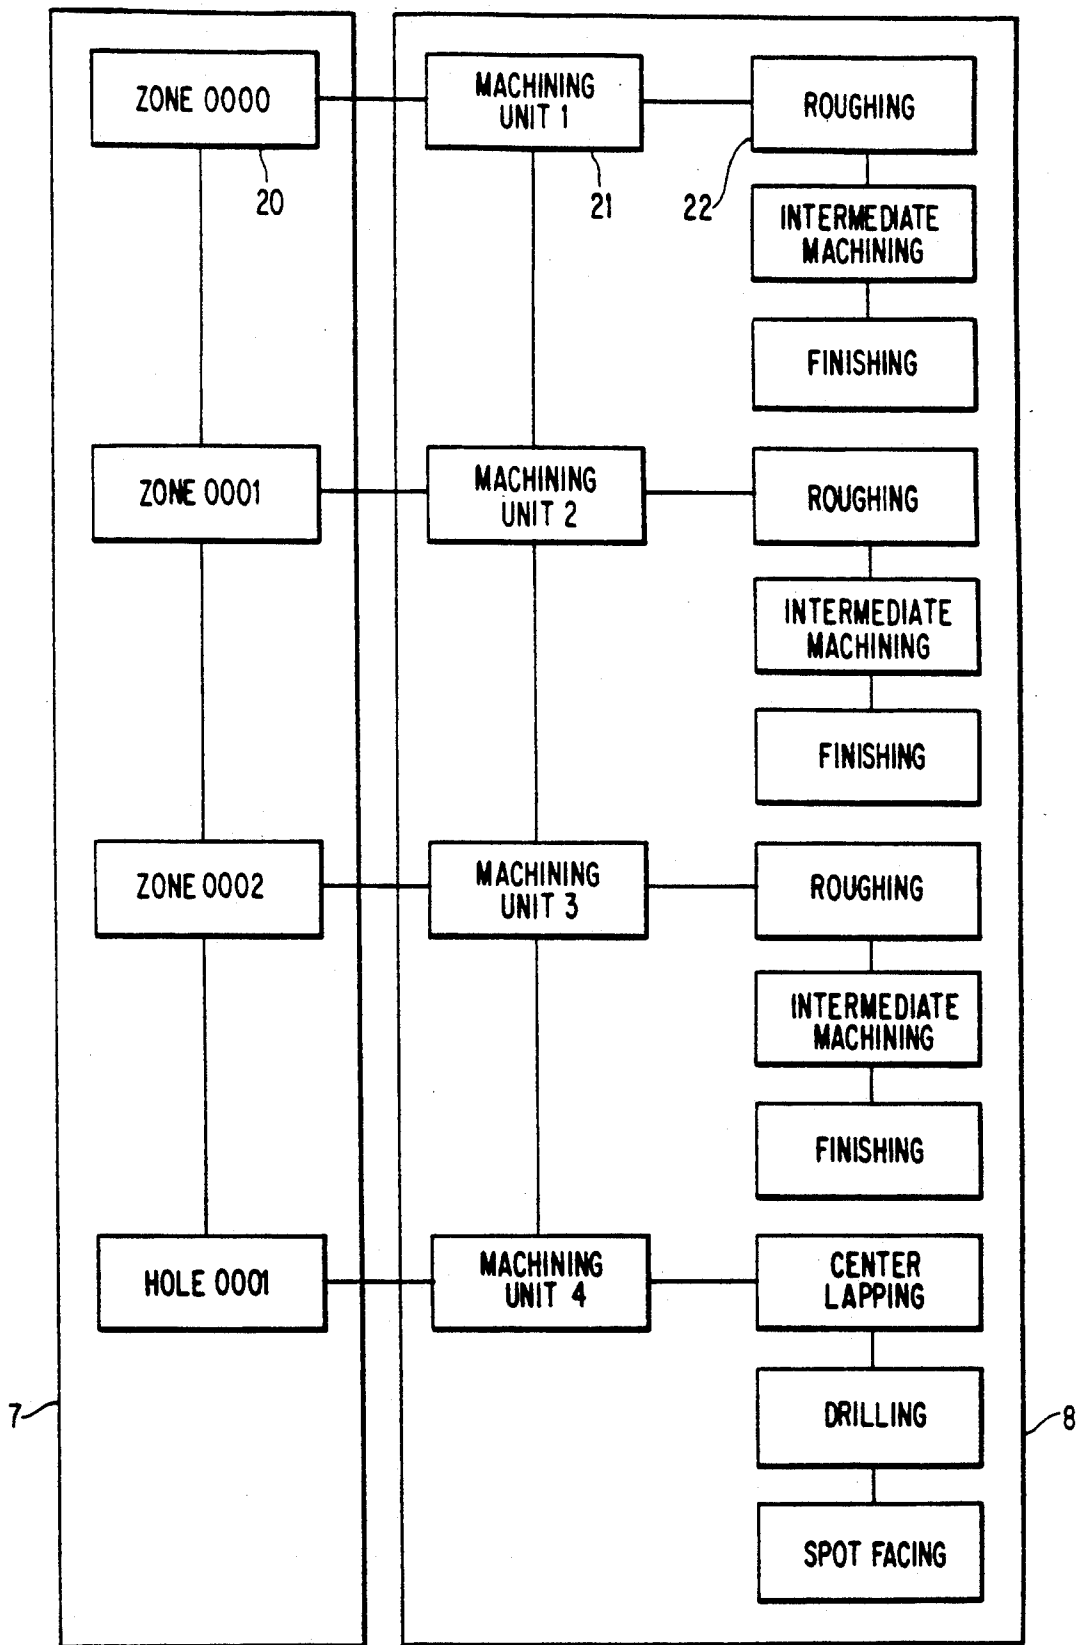 ZONE 0000
MACHINING
UNIT 1
ROUGHING
20
21
22
INTERMEDIATE
MACHINING
FINISHING
ZONE 0001
MACHINING
UNIT 2
ROUGHING
INTERMEDIATE
MACHINING
FINISHING
ZONE 0002
MACHINING
UNIT 3
ROUGHING
INTERMEDIATE
MACHINING
FINISHING
HOLE 0001
MACHINING
UNIT 4
CENTER
LAPPING
7
DRILLING
8
SPOT FACING